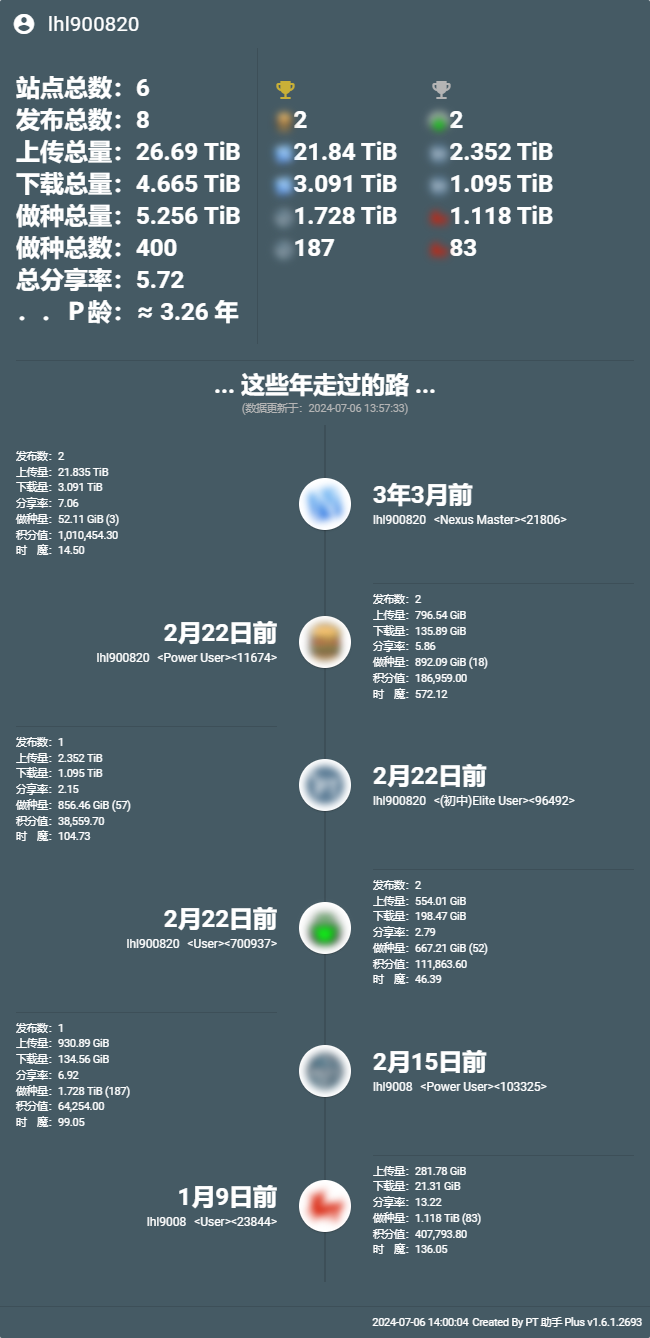 lhl900820
站点总数： 6
发布总数： 8
上传总量： 26.69 TiB
下载总量： 4.665 TiB
做种总量： 5.256 TiB
做种总数： 400
总分享率： 5.72
．．Ｐ龄： ≈ 3.26 年
2 2
21.84 TiB 2.352 TiB
3.091 TiB 1.095 TiB
1.728 TiB 1.118 TiB
187 83
... 这些年走过的路 ...
(数据更新于：2024-07-06 13:57:33)
发布数： 2
上传量： 21.835 TiB
下载量： 3.091 TiB
分享率： 7.06
做种量： 52.11 GiB (3)
积分值： 1,010,454.30
时　魔： 14.50
3年3月前
lhl900820 <Nexus Master><21806>
2月22日前
lhl900820 <Power User><11674>
发布数： 2
上传量： 796.54 GiB
下载量： 135.89 GiB
分享率： 5.86
做种量： 892.09 GiB (18)
积分值： 186,959.00
时　魔： 572.12
发布数： 1
上传量： 2.352 TiB
下载量： 1.095 TiB
分享率： 2.15
做种量： 856.46 GiB (57)
积分值： 38,559.70
时　魔： 104.73
2月22日前
lhl900820 <(初中)Elite User><96492>
2月22日前
lhl900820 <User><700937>
发布数： 2
上传量： 554.01 GiB
下载量： 198.47 GiB
分享率： 2.79
做种量： 667.21 GiB (52)
积分值： 111,863.60
时　魔： 46.39
发布数： 1
上传量： 930.89 GiB
下载量： 134.56 GiB
分享率： 6.92
做种量： 1.728 TiB (187)
积分值： 64,254.00
时　魔： 99.05
2月15日前
lhl9008 <Power User><103325>
1月9日前
lhl9008 <User><23844>
上传量： 281.78 GiB
下载量： 21.31 GiB
分享率： 13.22
做种量： 1.118 TiB (83)
积分值： 407,793.80
时　魔： 136.05
2024-07-06 14:00:04 Created By PT 助手 Plus v1.6.1.2693